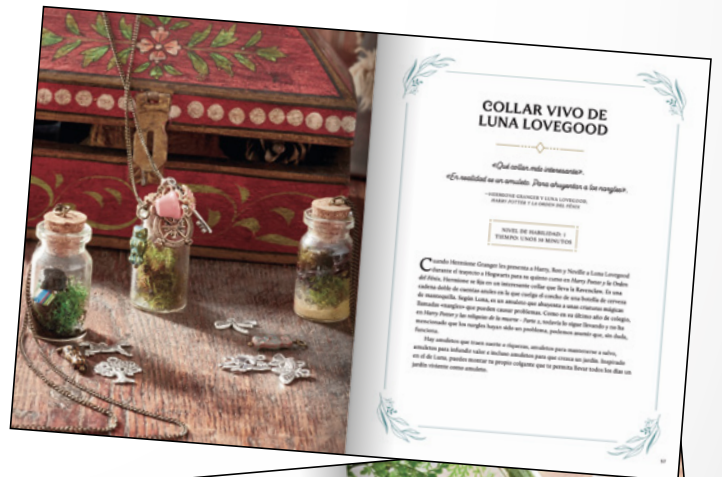 COLLAR VIVO DE
LUNA LOVEGOOD
«Qué collar más interesante».
«En realidad es un amuleto. Para ahuyentar a los nargles».
—HERMIONE GRANGER Y LUNA LOVEGOOD,
HARRY POTTER Y LA ORDEN DEL FÉNIX
NIVEL DE HABILIDAD: 1
TIEMPO: UNOS 30 MINUTOS
Cuando Hermione Granger les presenta a Harry, Ron y Neville a Luna Lovegood
durante el trayecto a Hogwarts para su quinto curso en Harry Potter y la Orden
del Fénix, Hermione se fija en un interesante collar que lleva la Ravenclaw. Es una
cadena doble de cuentas azules en la que cuelga el corcho de una botella de cerveza
de mantequilla. Según Luna, es un amuleto que ahuyenta a unas criaturas mágicas
llamadas «nargles» que pueden causar problemas. Como en su último año de colegio,
en Harry Potter y las reliquias de la muerte – Parte 1, todavía lo sigue llevando y no ha
mencionado que los nargles hayan sido un problema, podemos asumir que, sin duda,
funciona.
Hay amuletos que traen suerte o riquezas, amuletos para mantenerse a salvo,
amuletos para infundir valor e incluso amuletos para que crezca un jardín. Inspirado
en el de Luna, puedes montar tu propio colgante que te permita llevar todos los días un
jardín viviente como amuleto.